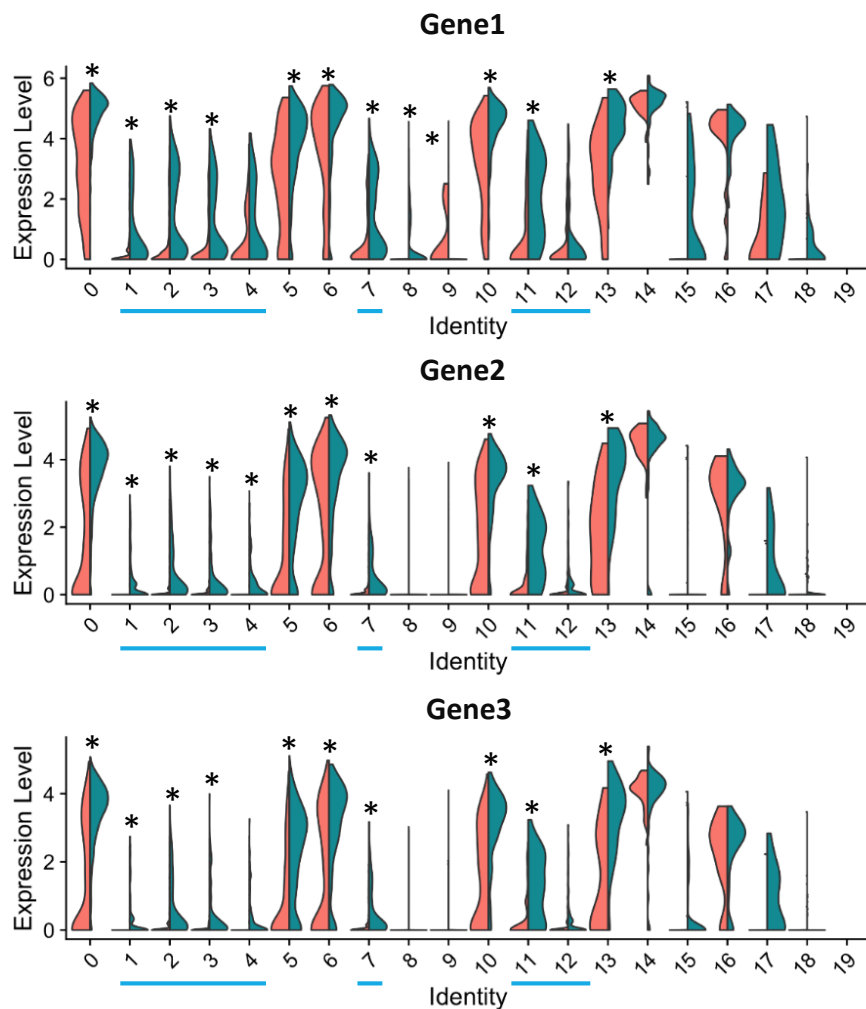 Gene1
* * * * * * * * * * * *
Expression Level
6
4
2
0
0 1 2 3 4 5 6 7 8 9 10 11 12 13 14 15 16 17 18 19
Identity
Gene2
* * * * * * * * * * *
Expression Level
4
2
0
0 1 2 3 4 5 6 7 8 9 10 11 12 13 14 15 16 17 18 19
Identity
Gene3
* * * * * * * * * *
Expression Level
4
2
0
0 1 2 3 4 5 6 7 8 9 10 11 12 13 14 15 16 17 18 19
Identity